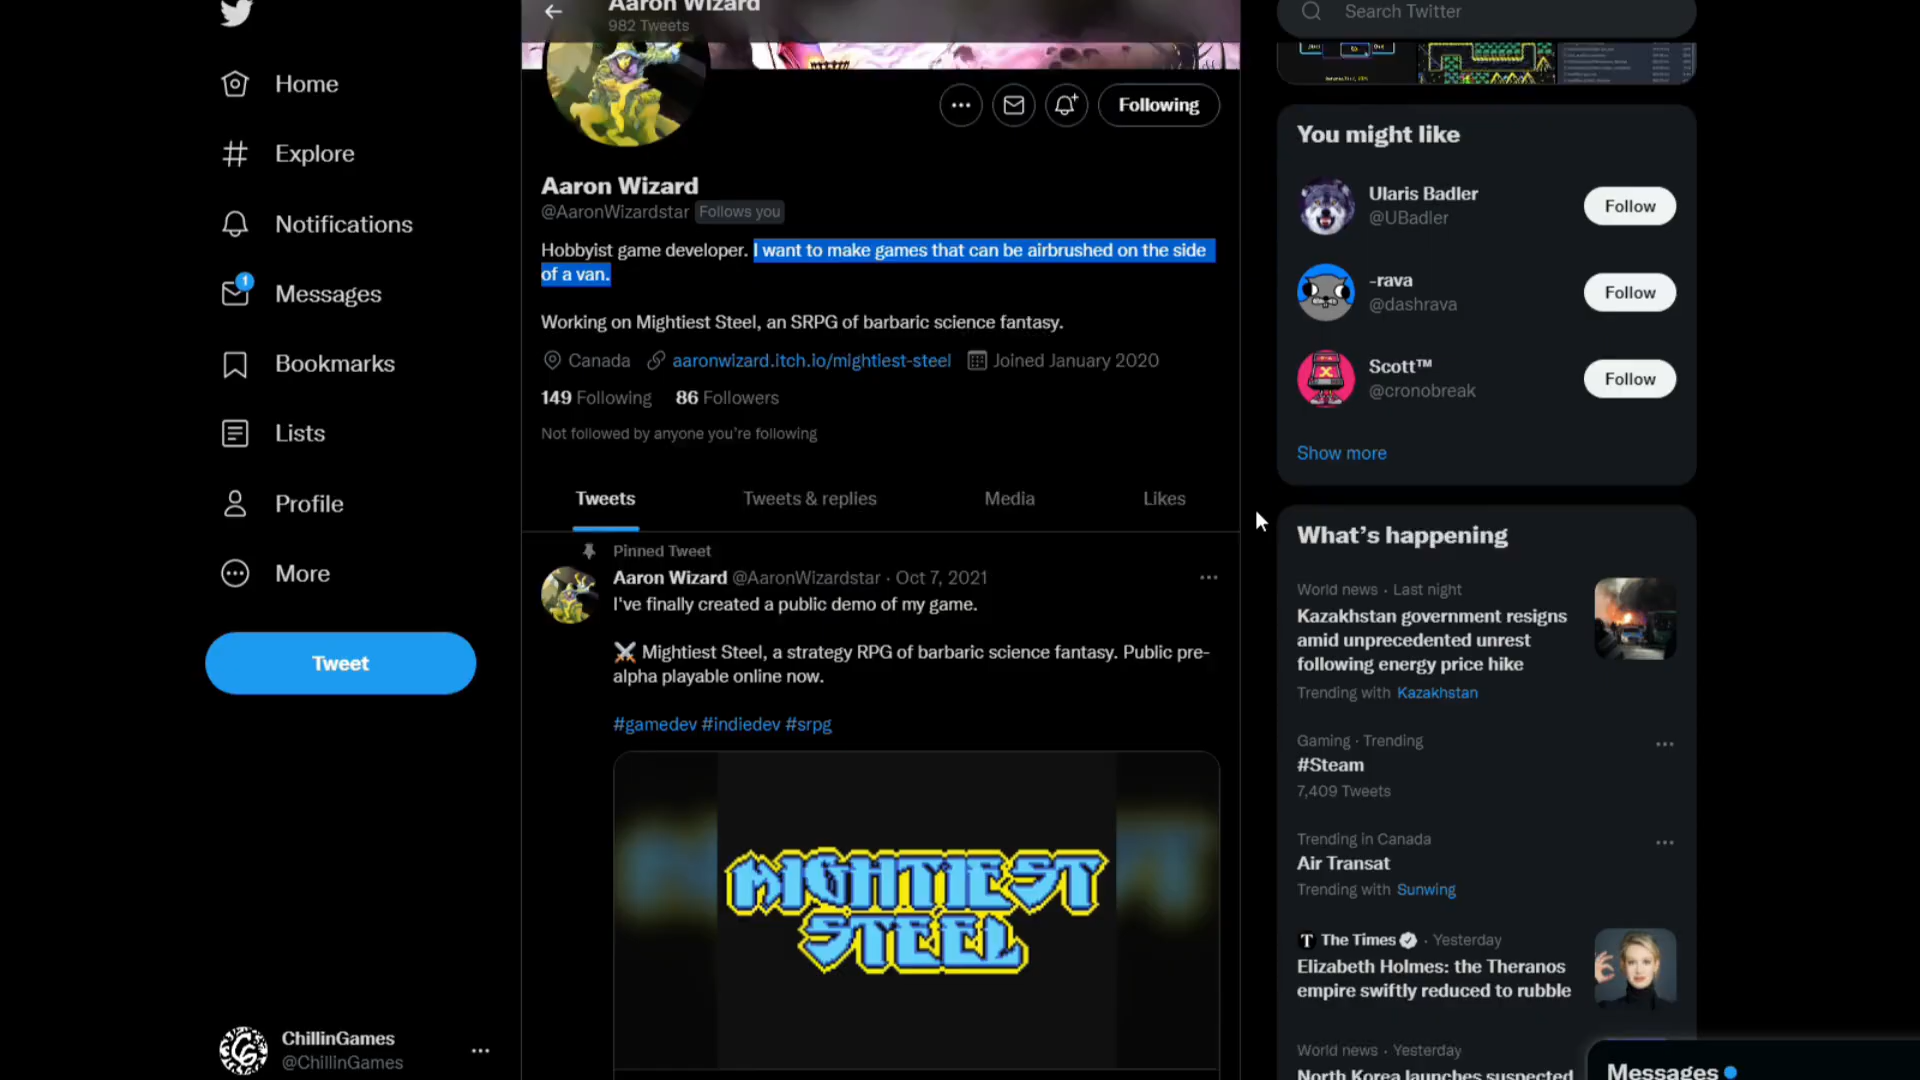 Home
Explore
Notifications
1
Messages
Bookmarks
Lists
Profile
More
Tweet
ChillinGames
@ChillinGames
Aaron Wizard
982 Tweets
Following
Aaron Wizard
@AaronWizardstar Follows you
Hobbyist game developer. I want to make games that can be airbrushed on the side
of a van.
Working on Mightiest Steel, an SRPG of barbaric science fantasy.
Canada aaronwizard.itch.io/mightiest-steel Joined January 2020
149 Following 86 Followers
Not followed by anyone you’re following
Tweets Tweets & replies Media Likes
Pinned Tweet
Aaron Wizard @AaronWizardstar · Oct 7, 2021
I've finally created a public demo of my game.
Mightiest Steel, a strategy RPG of barbaric science fantasy. Public pre-
alpha playable online now.
#gamedev #indiedev #srpg
MIGHTIEST
STEEL
Search Twitter
You might like
Ularis Badler
@UBadler
Follow
-rava
@dashrava
Follow
Scott™
@cronobreak
Follow
Show more
What’s happening
World news · Last night
Kazakhstan government resigns
amid unprecedented unrest
following energy price hike
Trending with Kazakhstan
Gaming · Trending
#Steam
7,409 Tweets
Trending in Canada
Air Transat
Trending with Sunwing
The Times · Yesterday
Elizabeth Holmes: the Theranos
empire swiftly reduced to rubble
World news · Yesterday
North Korea launches suspected
Messages